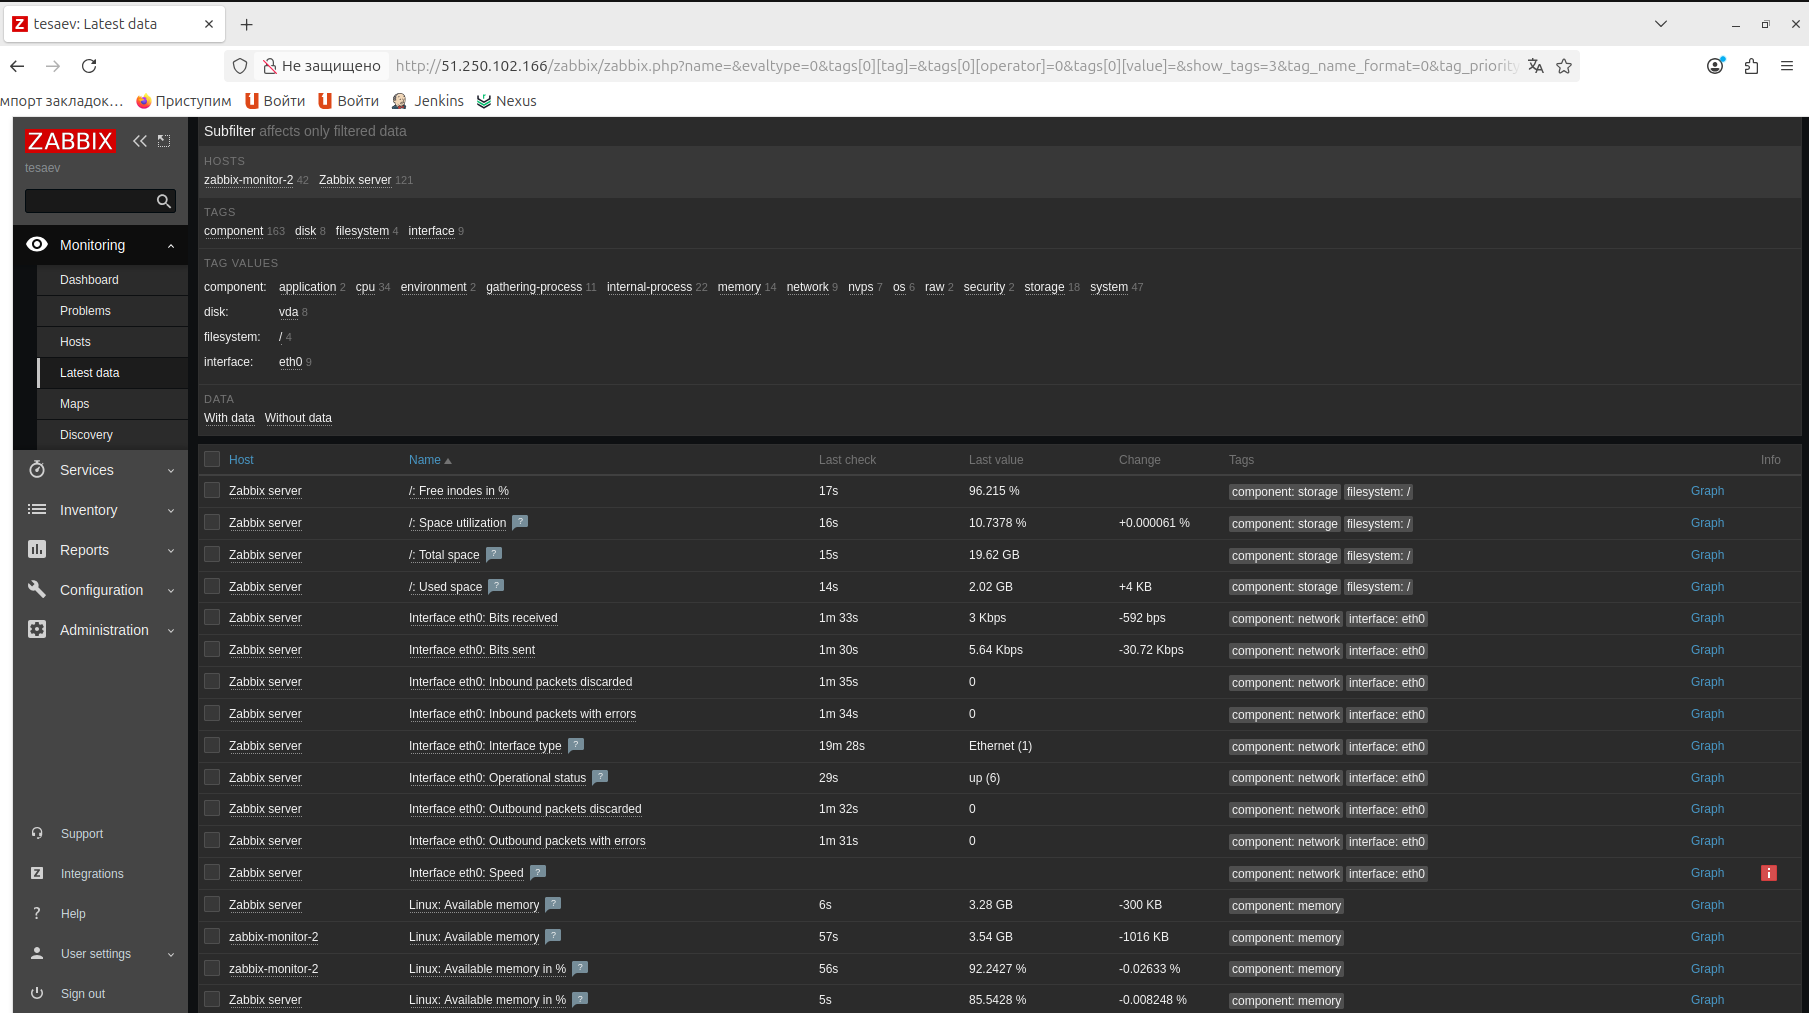 Z tesaev: Latest data
Не защищено http://51.250.102.166/zabbix/zabbix.php?name=&evaltype=0&tags[0][tag]=&tags[0][operator]=0&tags[0][value]=&show_tags=3&tag_name_format=0&tag_priority
мпорт закладок… Приступим Войти Войти Jenkins Nexus
ZABBIX
tesaev
Monitoring
Dashboard
Problems
Hosts
Latest data
Maps
Discovery
Services
Inventory
Reports
Configuration
Administration
Support
Z Integrations
? Help
User settings
Sign out
Subfilter affects only filtered data
HOSTS
zabbix-monitor-2 42 Zabbix server 121
TAGS
component 163 disk 8 filesystem 4 interface 9
TAG VALUES
component: application 2 cpu 34 environment 2 gathering-process 11 internal-process 22 memory 14 network 9 nvps 7 os 6 raw 2 security 2 storage 18 system 47
disk: vda 8
filesystem: / 4
interface: eth0 9
DATA
With data Without data
Host Name Last check Last value Change Tags Info
Zabbix server /: Free inodes in % 17s 96.215 % component: storage filesystem: / Graph
Zabbix server /: Space utilization ? 16s 10.7378 % +0.000061 % component: storage filesystem: / Graph
Zabbix server /: Total space ? 15s 19.62 GB component: storage filesystem: / Graph
Zabbix server /: Used space ? 14s 2.02 GB +4 KB component: storage filesystem: / Graph
Zabbix server Interface eth0: Bits received 1m 33s 3 Kbps -592 bps component: network interface: eth0 Graph
Zabbix server Interface eth0: Bits sent 1m 30s 5.64 Kbps -30.72 Kbps component: network interface: eth0 Graph
Zabbix server Interface eth0: Inbound packets discarded 1m 35s 0 component: network interface: eth0 Graph
Zabbix server Interface eth0: Inbound packets with errors 1m 34s 0 component: network interface: eth0 Graph
Zabbix server Interface eth0: Interface type ? 19m 28s Ethernet (1) component: network interface: eth0 Graph
Zabbix server Interface eth0: Operational status ? 29s up (6) component: network interface: eth0 Graph
Zabbix server Interface eth0: Outbound packets discarded 1m 32s 0 component: network interface: eth0 Graph
Zabbix server Interface eth0: Outbound packets with errors 1m 31s 0 component: network interface: eth0 Graph
Zabbix server Interface eth0: Speed ? component: network interface: eth0 Graph i
Zabbix server Linux: Available memory ? 6s 3.28 GB -300 KB component: memory Graph
zabbix-monitor-2 Linux: Available memory ? 57s 3.54 GB -1016 KB component: memory Graph
zabbix-monitor-2 Linux: Available memory in % ? 56s 92.2427 % -0.02633 % component: memory Graph
Zabbix server Linux: Available memory in % ? 5s 85.5428 % -0.008248 % component: memory Graph